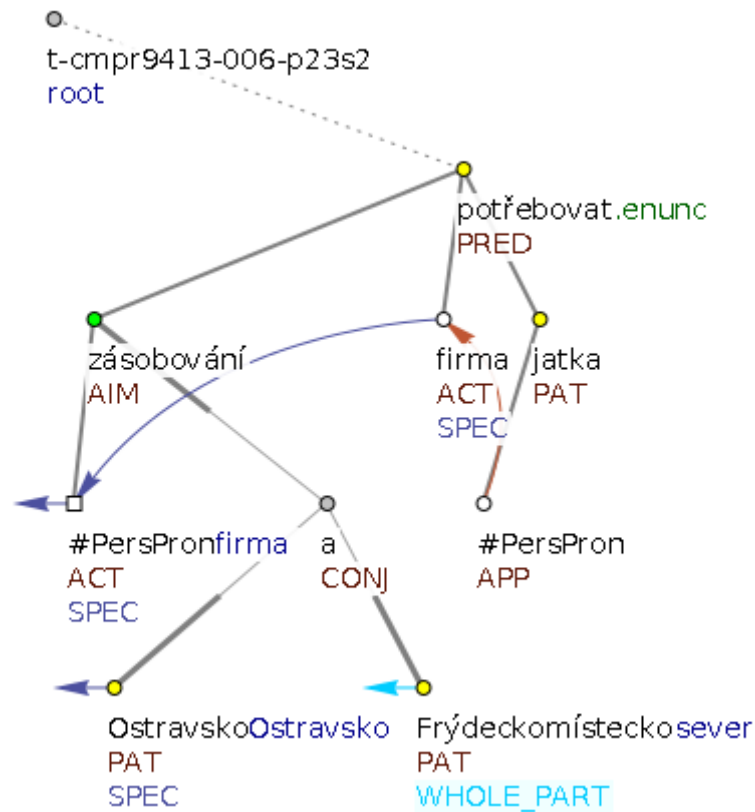 t-cmpr9413-006-p23s2
root
potřebovat.enunc
PRED
zásobování
AIM
firma
ACT
SPEC
jatka
PAT
#PersPronfirma
ACT
SPEC
a
CONJ
#PersPron
APP
OstravskoOstravsko
PAT
SPEC
Frýdeckomísteckosever
PAT
WHOLE_PART